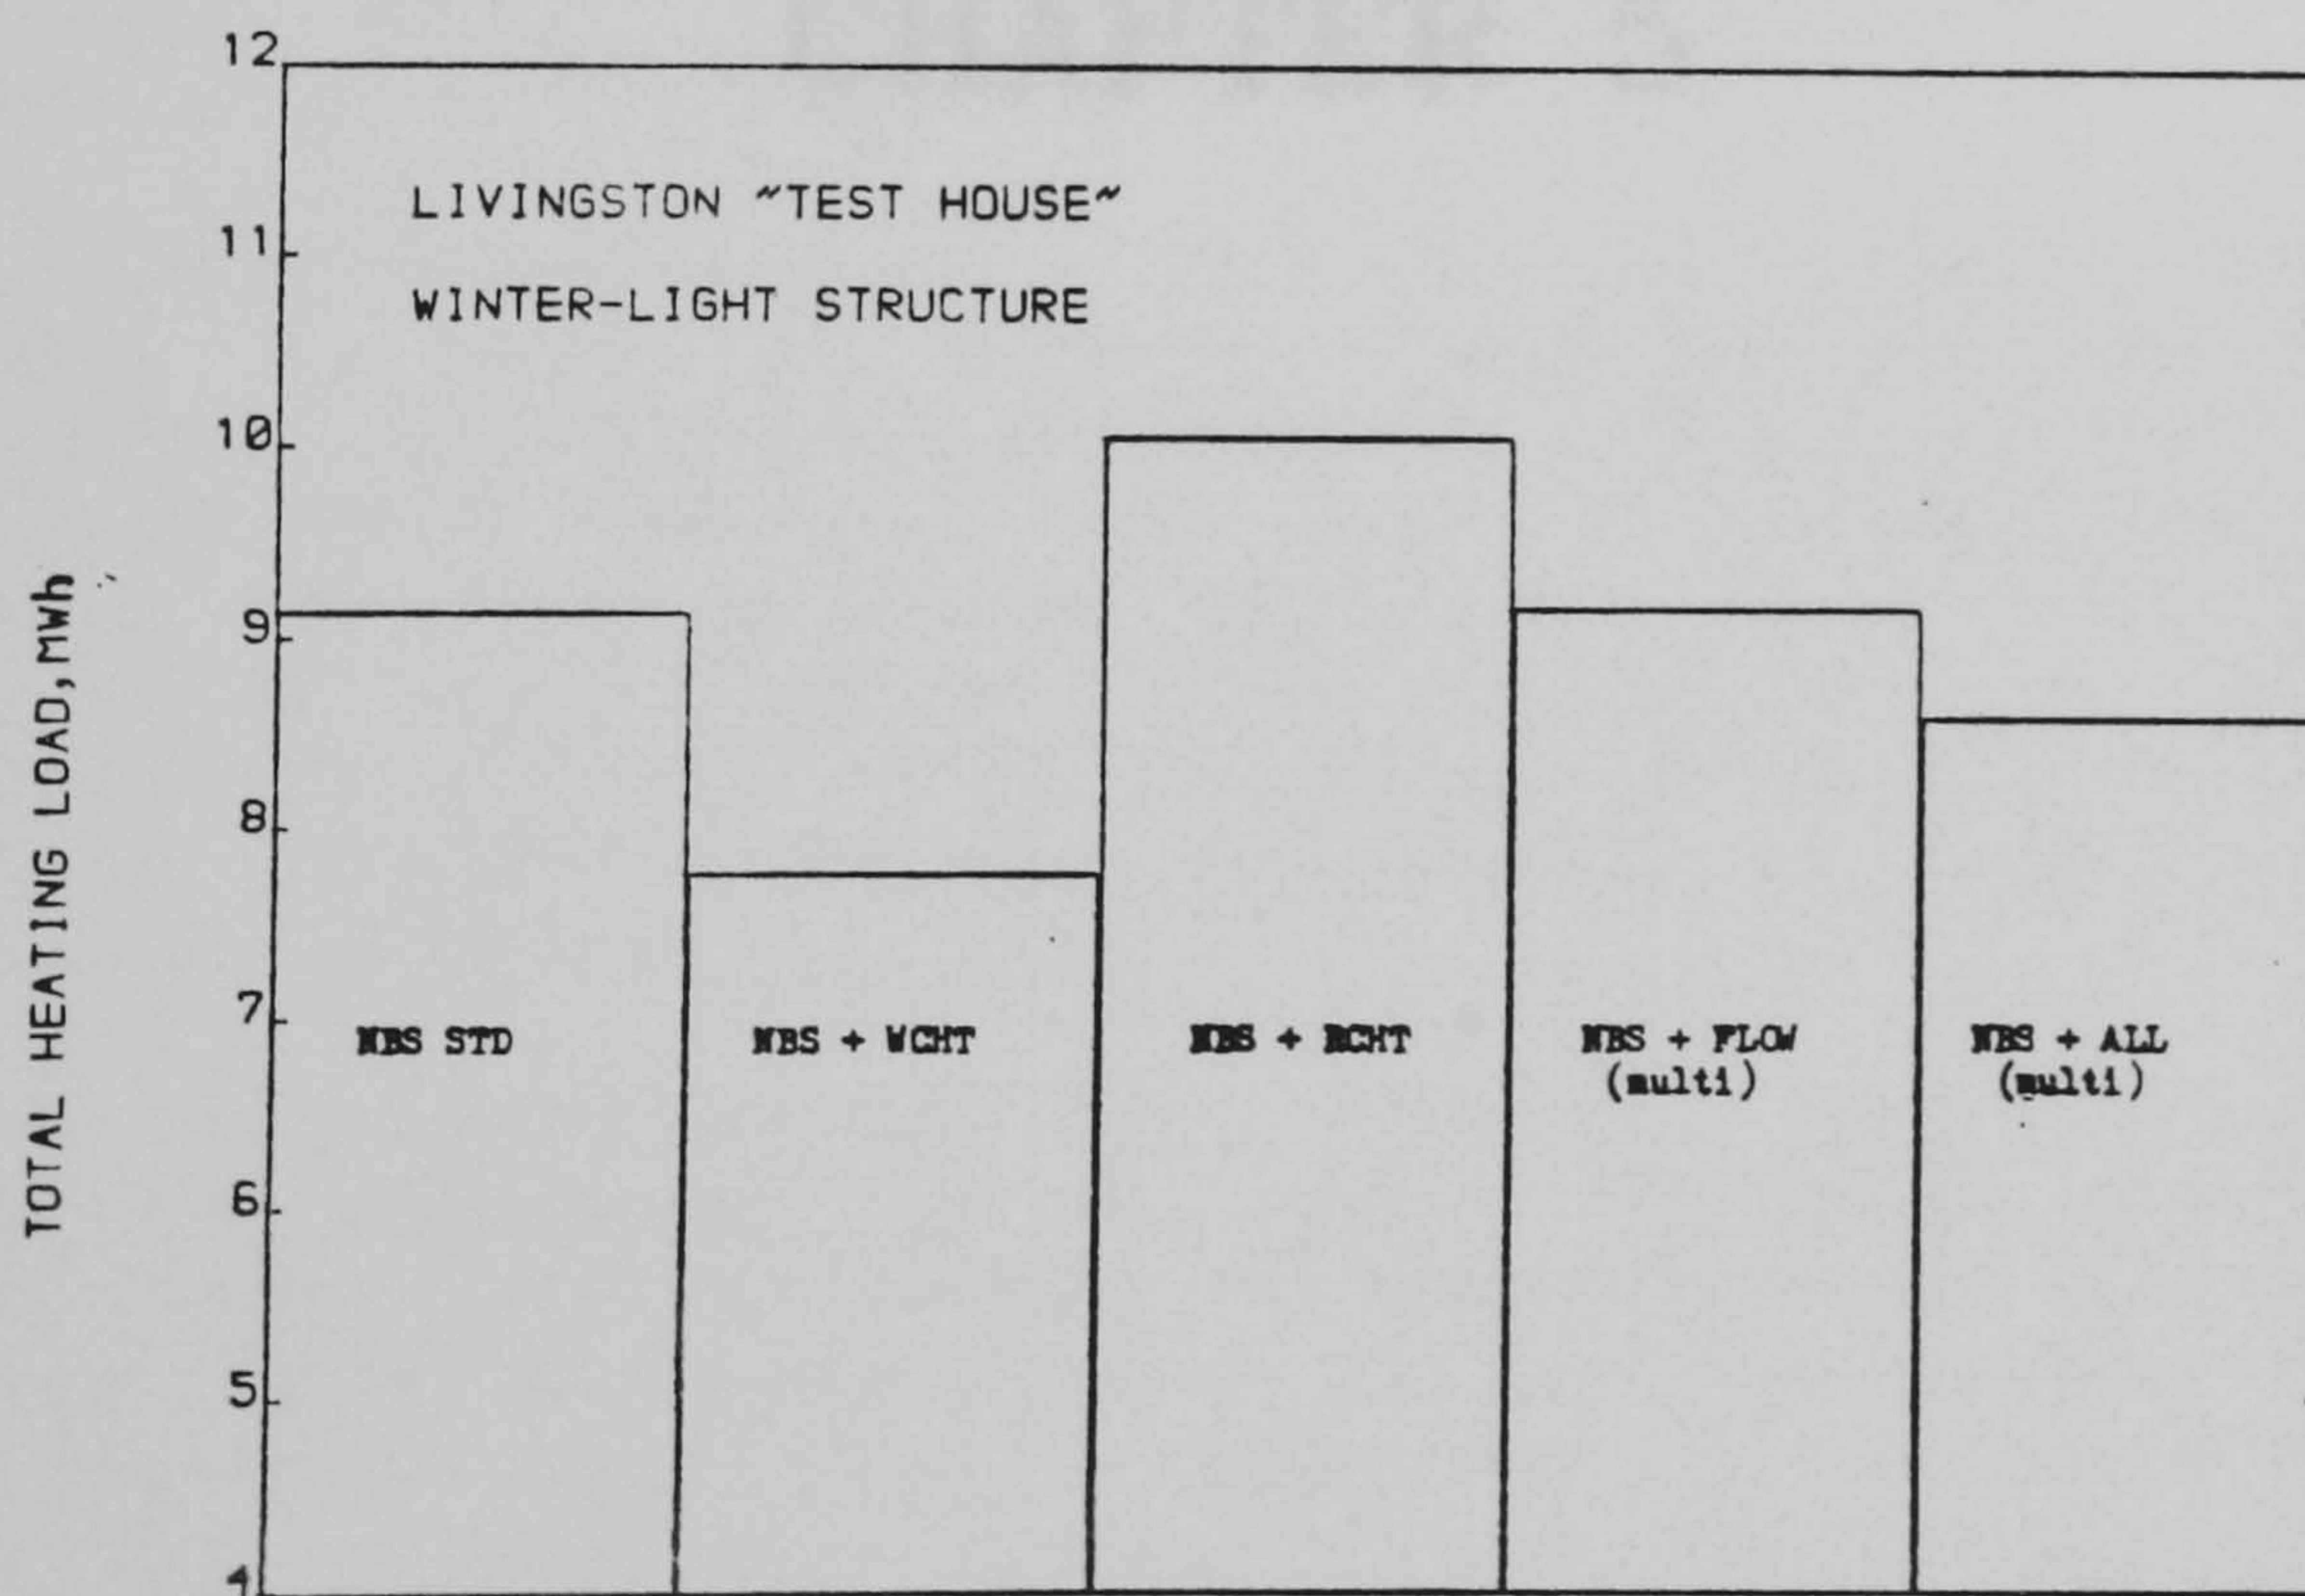 12
LIVINGSTON "TEST HOUSE"
11
WINTER-LIGHT STRUCTURE
10
9
8
7
6
5
4
TOTAL HEATING LOAD, MWh
NBS STD
NBS + WCHT
NBS + RCHT
NBS + FLOW
(multi)
NBS + ALL
(multi)